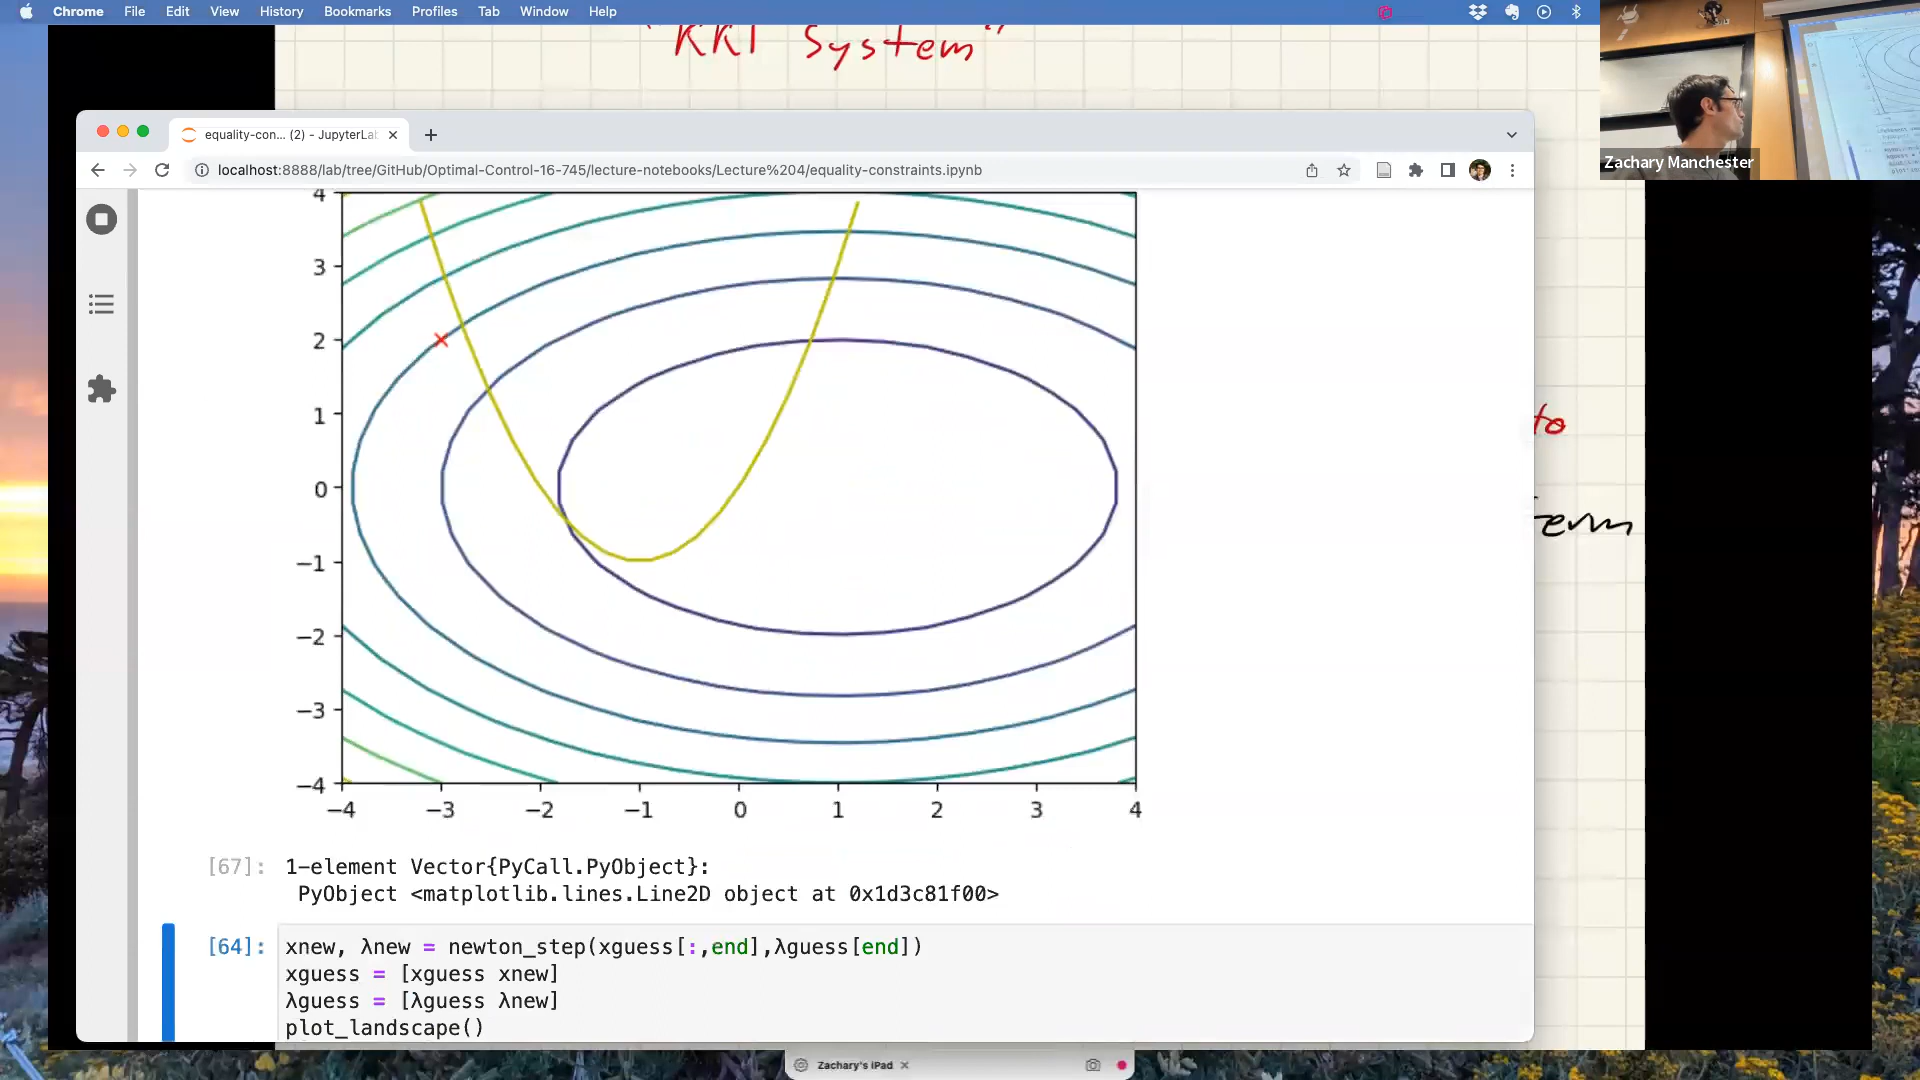 Chrome File Edit View History Bookmarks Profiles Tab Window Help
"KKT System"
Zachary Manchester
equality-con... (2) - JupyterLab
localhost:8888/lab/tree/GitHub/Optimal-Control-16-745/lecture-notebooks/Lecture%204/equality-constraints.ipynb
4
3
2
1
0
−1
−2
−3
−4
−4 −3 −2 −1 0 1 2 3 4
to
term
[67]: 1-element Vector{PyCall.PyObject}:
PyObject <matplotlib.lines.Line2D object at 0x1d3c81f00>
[64]: xnew, λnew = newton_step(xguess[:,end],λguess[end])
xguess = [xguess xnew]
λguess = [λguess λnew]
plot_landscape()
Zachary's iPad